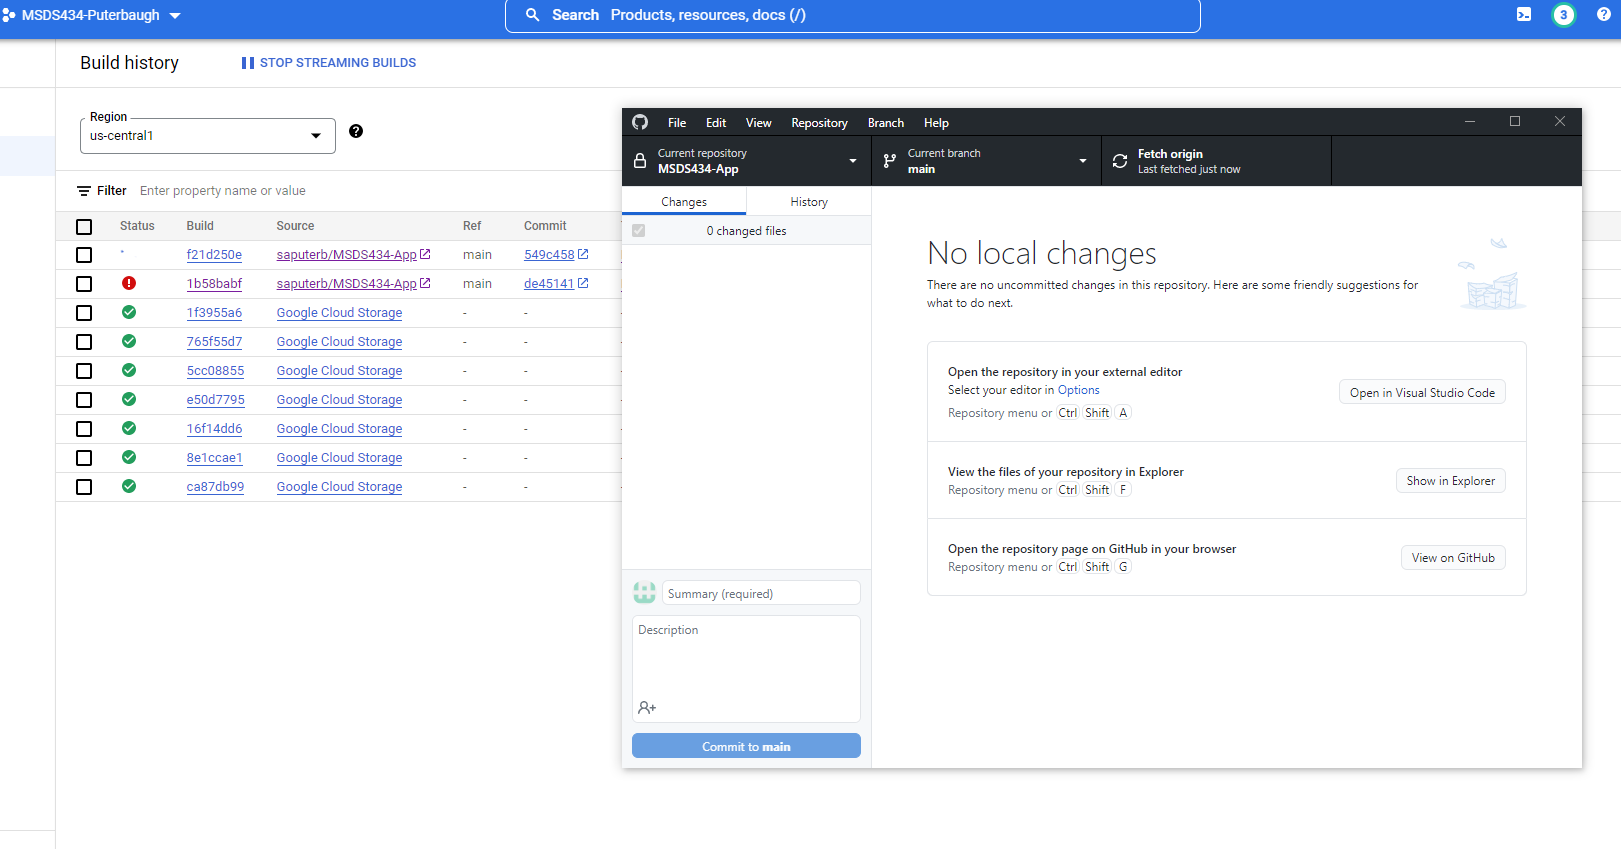 MSDS434-Puterbaugh
Search Products, resources, docs (/)
3
Build history
STOP STREAMING BUILDS
Region
us-central1
Filter Enter property name or value
Status Build Source Ref Commit
f21d250e saputerb/MSDS434-App main 549c458
1b58babf saputerb/MSDS434-App main de45141
1f3955a6 Google Cloud Storage - -
765f55d7 Google Cloud Storage - -
5cc08855 Google Cloud Storage - -
e50d7795 Google Cloud Storage - -
16f14dd6 Google Cloud Storage - -
8e1ccae1 Google Cloud Storage - -
ca87db99 Google Cloud Storage - -
File Edit View Repository Branch Help
Current repository
MSDS434-App
Current branch
main
Fetch origin
Last fetched just now
Changes History
0 changed files
Summary (required)
Description
Commit to main
No local changes
There are no uncommitted changes in this repository. Here are some friendly suggestions for
what to do next.
Open the repository in your external editor
Select your editor in Options
Repository menu or Ctrl Shift A
Open in Visual Studio Code
View the files of your repository in Explorer
Repository menu or Ctrl Shift F
Show in Explorer
Open the repository page on GitHub in your browser
Repository menu or Ctrl Shift G
View on GitHub